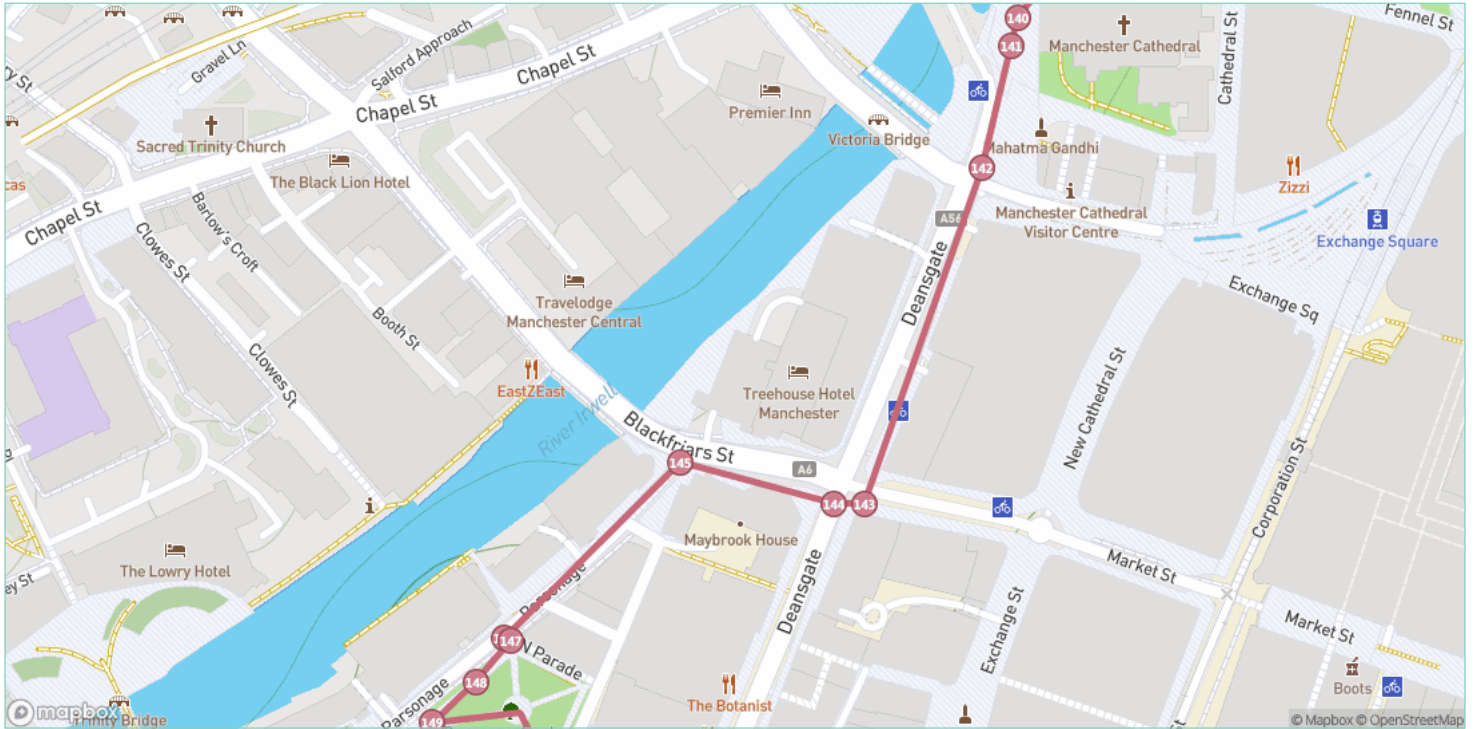 140
Fennel St
141
Manchester Cathedral
Cathedral St
Salford Approach
Gravel Ln
Chapel St
Chapel St
Premier Inn
Victoria Bridge
Mahatma Gandhi
Sacred Trinity Church
The Black Lion Hotel
142
Zizzi
Chapel St
Barlow's Croft
Clowes St
A56
Manchester Cathedral
Visitor Centre
Exchange Square
Deansgate
Exchange Sq
Travelodge
Manchester Central
Booth St
Clowes St
EastZEast
River Irwell
Treehouse Hotel
Manchester
New Cathedral St
Blackfriars St
145
A6
144
143
Corporation St
Maybrook House
The Lowry Hotel
Market St
Deansgate
Exchange St
Parsonage
Market St
147
N Parade
148
Parsonage
The Botanist
Boots
149
mapbox
Trinity Bridge
© Mapbox © OpenStreetMap